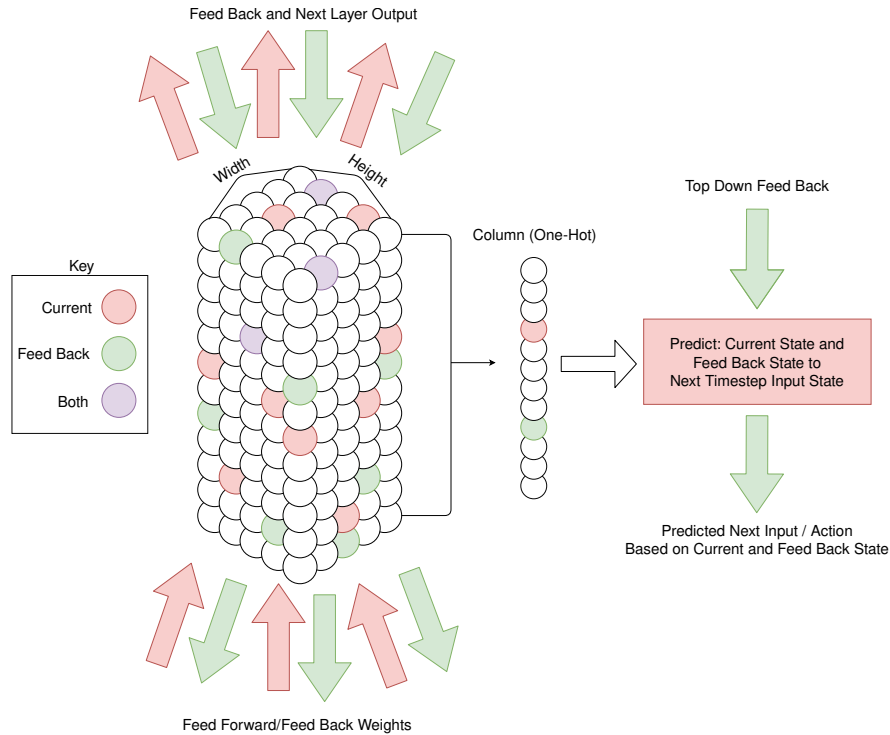 Feed Back and Next Layer Output
Width
Height
Top Down Feed Back
Column (One-Hot)
Key
Current
Feed Back
Both
Predict: Current State and
Feed Back State to
Next Timestep Input State
Predicted Next Input / Action
Based on Current and Feed Back State
Feed Forward/Feed Back Weights